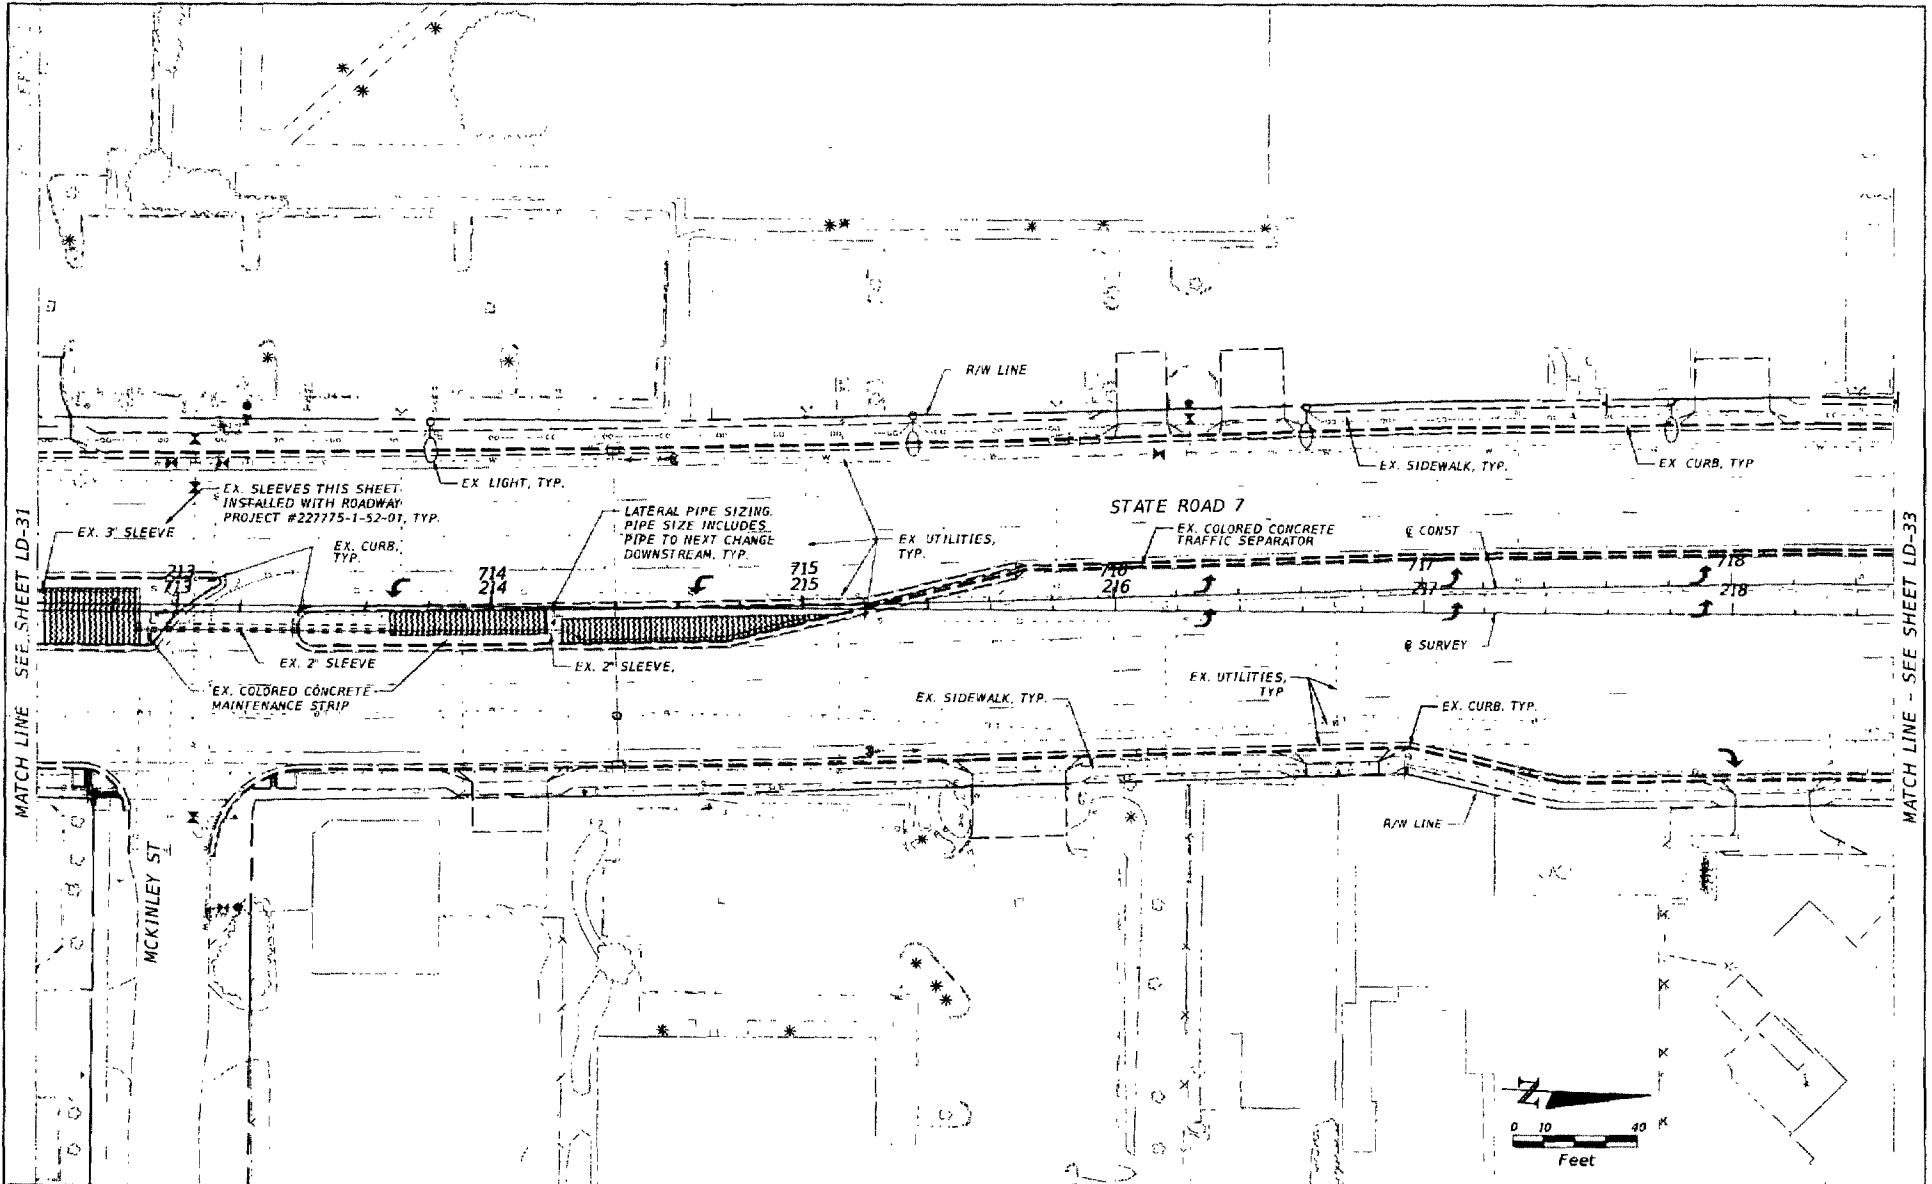 R/W LINE
EX LIGHT, TYP.
EX. SIDEWALK, TYP.
EX CURB, TYP
EX. SLEEVES THIS SHEET
INSTALLED WITH ROADWAY
PROJECT #227775-1-52-01, TYP.
EX. 3" SLEEVE
EX. CURB,
TYP.
LATERAL PIPE SIZING.
PIPE SIZE INCLUDES
PIPE TO NEXT CHANGE
DOWNSTREAM, TYP.
EX UTILITIES,
TYP.
STATE ROAD 7
EX. COLORED CONCRETE
TRAFFIC SEPARATOR
℄ CONST
213
713
714
214
715
215
716
216
717
217
718
218
EX. 2" SLEEVE
EX. 2" SLEEVE,
EX. COLORED CONCRETE
MAINTENANCE STRIP
SURVEY
EX. SIDEWALK, TYP.
EX. UTILITIES,
TYP
EX. CURB, TYP.
R/W LINE
MATCH LINE SEE SHEET LD-31
MATCH LINE - SEE SHEET LD-33
MCKINLEY ST
N
0 10 40
Feet